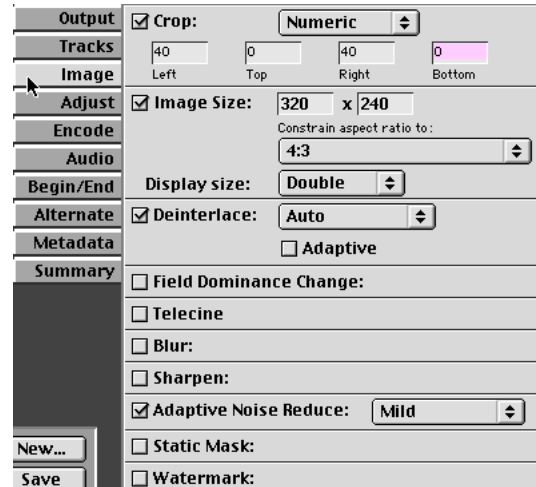 Output
Tracks
Image
Adjust
Encode
Audio
Begin/End
Alternate
Metadata
Summary
New...
Save
Crop: Numeric
40 0 40 0
Left Top Right Bottom
Image Size: 320 x 240
Constrain aspect ratio to:
4:3
Display size: Double
Deinterlace: Auto
Adaptive
Field Dominance Change:
Telecine
Blur:
Sharpen:
Adaptive Noise Reduce: Mild
Static Mask:
Watermark: